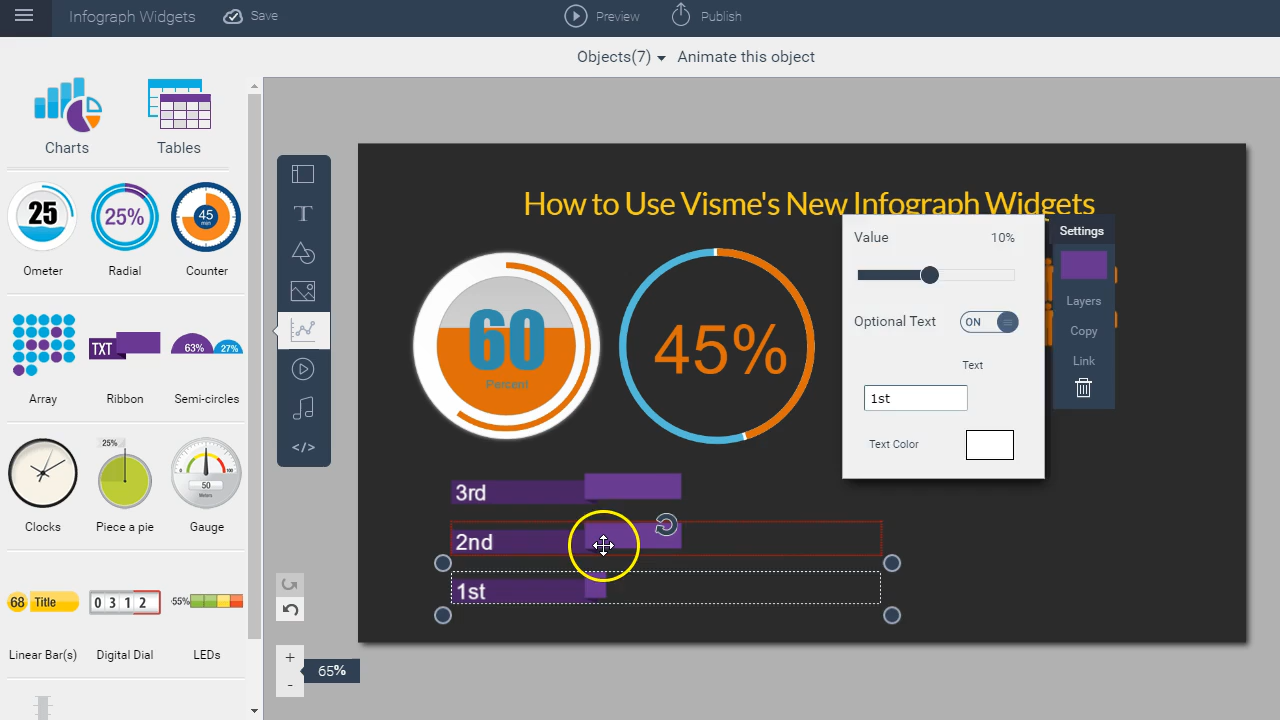 Infograph Widgets
Save
Preview
Publish
Objects(7)
Animate this object
Charts
Tables
25
25%
45
min
Ometer
Radial
Counter
TXT
63%
27%
Array
Ribbon
Semi-circles
25%
50
Meters
Clocks
Piece a pie
Gauge
68 Title
0 3 1 2
55%
Linear Bar(s)
Digital Dial
LEDs
T
</>
+
65%
-
How to Use Visme's New Infograph Widgets
60
Percent
45%
3rd
2nd
1st
Value 10%
Optional Text ON
Text
1st
Text Color
Settings
Layers
Copy
Link